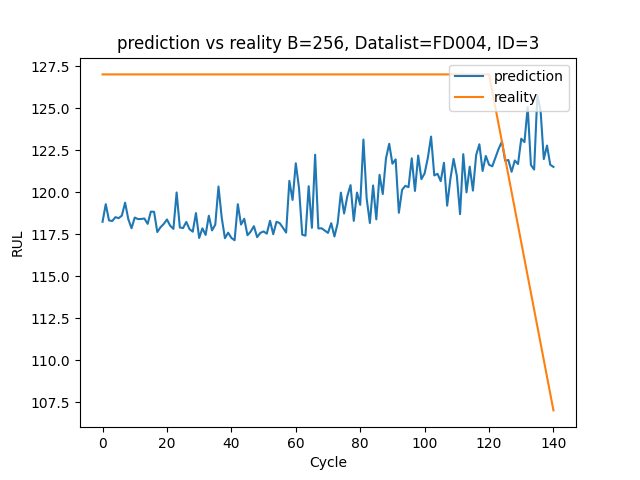 prediction vs reality B=256, Datalist=FD004, ID=3
127.5
125.0
122.5
120.0
117.5
115.0
112.5
110.0
107.5
RUL
prediction
reality
0 20 40 60 80 100 120 140
Cycle